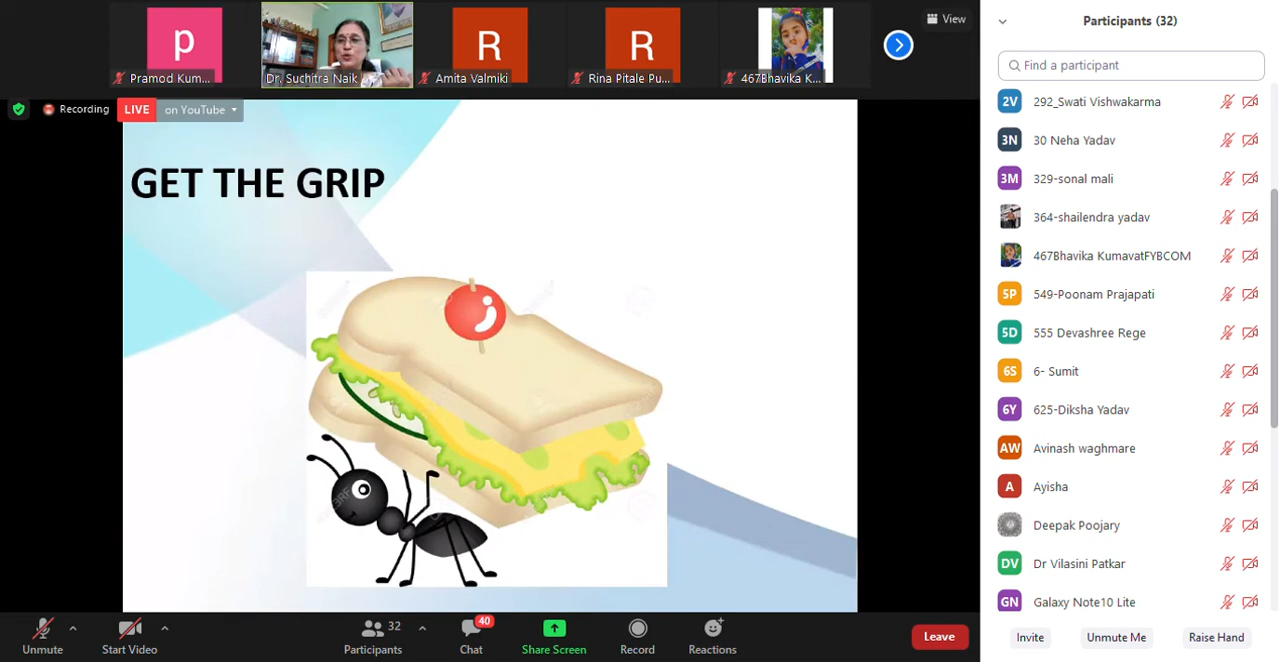 p
Pramod Kum...
Dr. Suchitra Naik
R
Amita Valmiki
R
Rina Pitale Pu...
467Bhavika K...
View
Recording
LIVE
on YouTube
GET THE GRIP
Unmute
Start Video
32
Participants
40
Chat
Share Screen
Record
Reactions
Leave
Participants (32)
Find a participant
2V 292_Swati Vishwakarma
3N 30 Neha Yadav
3M 329-sonal mali
364-shailendra yadav
467Bhavika KumavatFYBCOM
5P 549-Poonam Prajapati
5D 555 Devashree Rege
6S 6- Sumit
6Y 625-Diksha Yadav
AW Avinash waghmare
A Ayisha
Deepak Poojary
DV Dr Vilasini Patkar
GN Galaxy Note10 Lite
Invite
Unmute Me
Raise Hand